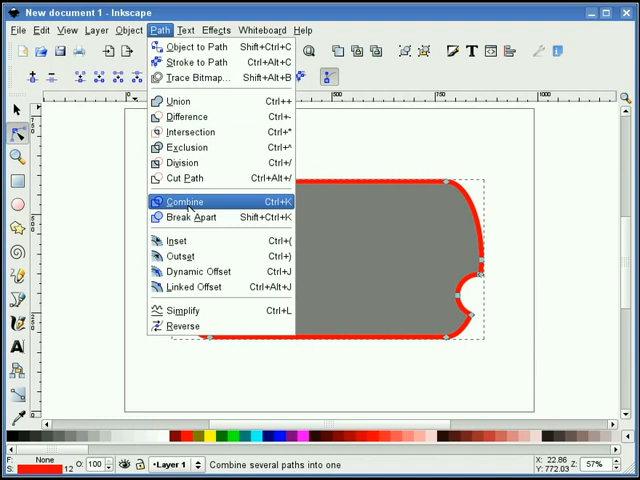 New document 1 - Inkscape
File Edit View Layer Object Path Text Effects Whiteboard Help
Object to Path Shift+Ctrl+C
Stroke to Path Ctrl+Alt+C
Trace Bitmap... Shift+Alt+B
Union Ctrl++
Difference Ctrl+-
Intersection Ctrl+*
Exclusion Ctrl+^
Division Ctrl+/
Cut Path Ctrl+Alt+/
Combine Ctrl+K
Break Apart Shift+Ctrl+K
Inset Ctrl+(
Outset Ctrl+)
Dynamic Offset Ctrl+J
Linked Offset Ctrl+Alt+J
Simplify Ctrl+L
Reverse
0 500 1000
F: None
S: 12
O: 100
Layer 1
Combine several paths into one
X: 22.86
Y: 772.03
Z: 57%